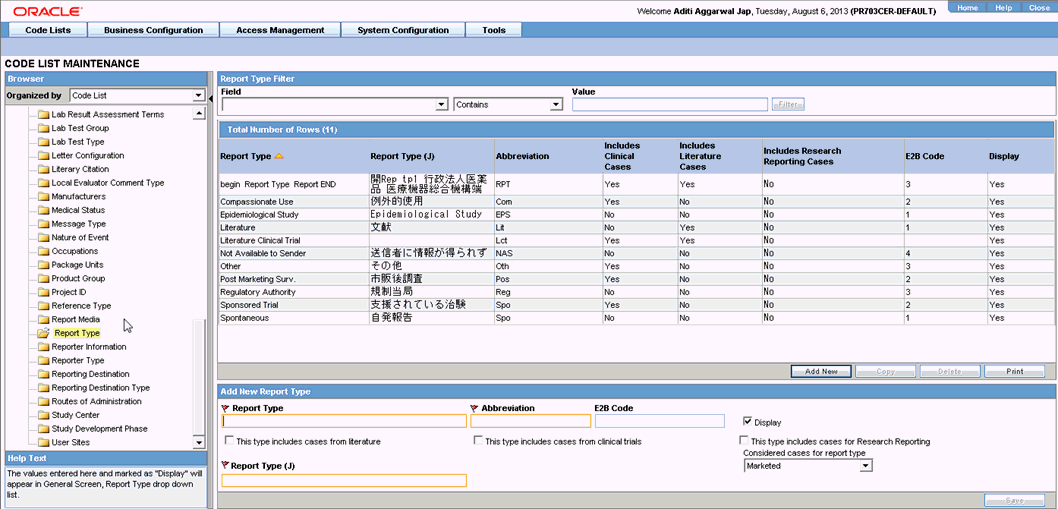 ORACLE
Welcome Aditi Aggarwal Jap, Tuesday, August 6, 2013 (PR703CER-DEFAULT)
Home Help Close
Code Lists Business Configuration Access Management System Configuration Tools
CODE LIST MAINTENANCE
Browser
Organized by Code List
Lab Result Assessment Terms
Lab Test Group
Lab Test Type
Letter Configuration
Literary Citation
Local Evaluator Comment Type
Manufacturers
Medical Status
Message Type
Nature of Event
Occupations
Package Units
Product Group
Project ID
Reference Type
Report Media
Report Type
Reporter Information
Reporter Type
Reporting Destination
Reporting Destination Type
Routes of Administration
Study Center
Study Development Phase
User Sites
Help Text
The values entered here and marked as "Display" will
appear in General Screen, Report Type drop down
list.
Report Type Filter
Field Value
Contains Filter
Total Number of Rows (11)
Report Type Report Type (J) Abbreviation Includes Clinical Cases Includes Literature Cases Includes Research Reporting Cases E2B Code Display
begin Report Type Report END 開Rep tp1 行政法人医薬品 医療機器総合機構端 RPT Yes Yes No 3 Yes
Compassionate Use 例外的使用 Com Yes No No 2 Yes
Epidemiological Study Epidemiological Study EPS No No No 1 Yes
Literature 文献 Lit No Yes No 1 Yes
Literature Clinical Trial Lct Yes Yes No Yes
Not Available to Sender 送信者に情報が得られず NAS No No No 4 Yes
Other その他 Oth Yes No No 3 Yes
Post Marketing Surv. 市販後調査 Pos Yes No No 2 Yes
Regulatory Authority 規制当局 Reg No No No 3 Yes
Sponsored Trial 支援されている治験 Spo Yes No No 2 Yes
Spontaneous 自発報告 Spo No No No 1 Yes
Add New Copy Delete Print
Add New Report Type
Report Type Abbreviation E2B Code
Display
This type includes cases from literature This type includes cases from clinical trials This type includes cases for Research Reporting
Considered cases for report type
Report Type (J) Marketed
Save